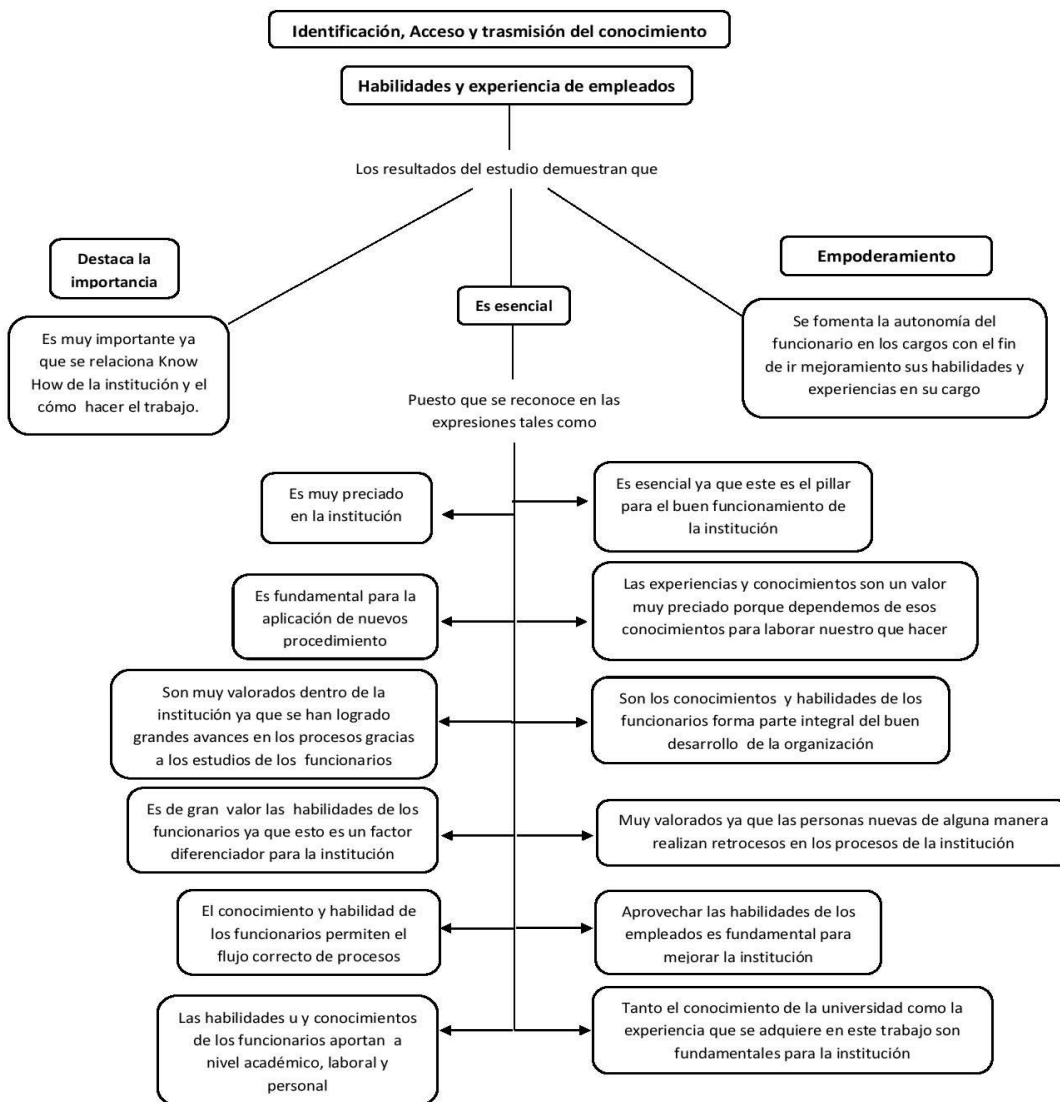 Identificación, Acceso y trasmisión del conocimiento
Habilidades y experiencia de empleados
Los resultados del estudio demuestran que
Destaca la
importancia
Es muy importante ya
que se relaciona Know
How de la institución y el
cómo hacer el trabajo.
Es esencial
Empoderamiento
Se fomenta la autonomía del
funcionario en los cargos con el fin
de ir mejoramiento sus habilidades y
experiencias en su cargo
Puesto que se reconoce en las
expresiones tales como
Es muy preciado
en la institución
Es esencial ya que este es el pillar
para el buen funcionamiento de
la institución
Es fundamental para la
aplicación de nuevos
procedimiento
Las experiencias y conocimientos son un valor
muy preciado porque dependemos de esos
conocimientos para laborar nuestro que hacer
Son muy valorados dentro de la
institución ya que se han logrado
grandes avances en los procesos gracias
a los estudios de los funcionarios
Son los conocimientos y habilidades de los
funcionarios forma parte integral del buen
desarrollo de la organización
Es de gran valor las habilidades de los
funcionarios ya que esto es un factor
diferenciador para la institución
Muy valorados ya que las personas nuevas de alguna manera
realizan retrocesos en los procesos de la institución
El conocimiento y habilidad de
los funcionarios permiten el
flujo correcto de procesos
Aprovechar las habilidades de los
empleados es fundamental para
mejorar la institución
Las habilidades u y conocimientos
de los funcionarios aportan a
nivel académico, laboral y
personal
Tanto el conocimiento de la universidad como la
experiencia que se adquiere en este trabajo son
fundamentales para la institución